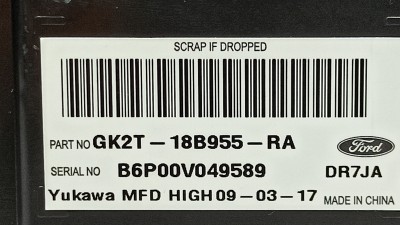 SCRAP IF DROPPED
PART NO GK2T-18B955-RA
Ford
SERIAL NO B6P00V049589 DR7JA
Yukawa MFD HIGH 09-03-17 MADE IN CHINA